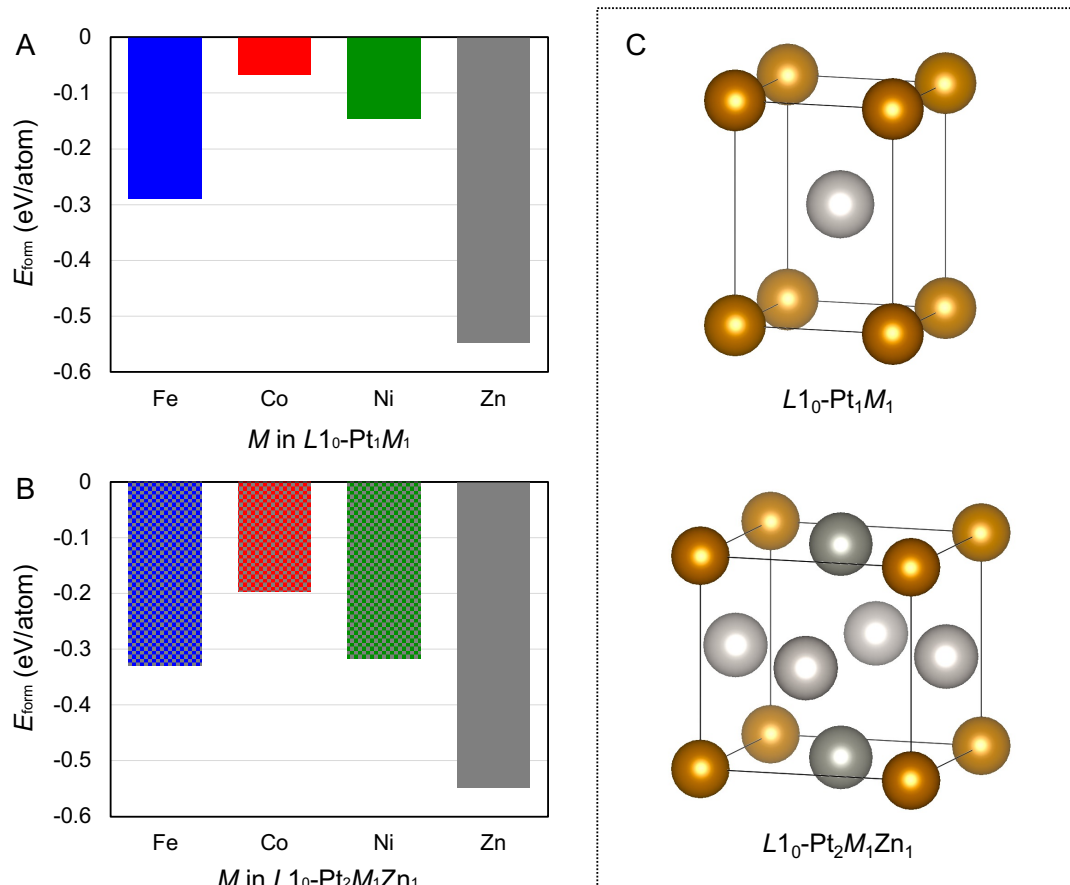 A
0
-0.1
-0.2
-0.3
-0.4
-0.5
-0.6
E_form (eV/atom)
Fe Co Ni Zn
M in L1₀-Pt₁M₁
B
0
-0.1
-0.2
-0.3
-0.4
-0.5
-0.6
E_form (eV/atom)
Fe Co Ni Zn
M in L1₀-Pt₂M₁Zn₁
C
L1₀-Pt₁M₁
L1₀-Pt₂M₁Zn₁